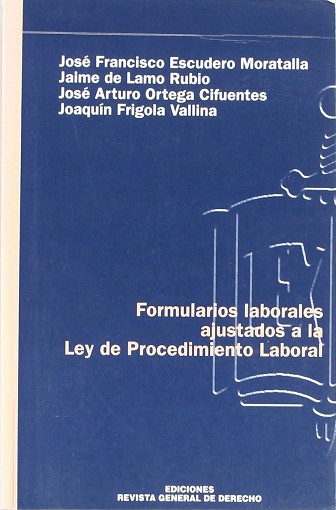 José Francisco Escudero Moratalla
Jaime de Lamo Rubio
José Arturo Ortega Cifuentes
Joaquín Frigola Vallina
Formularios laborales
ajustados a la
Ley de Procedimiento Laboral
EDICIONES
REVISTA GENERAL DE DERECHO